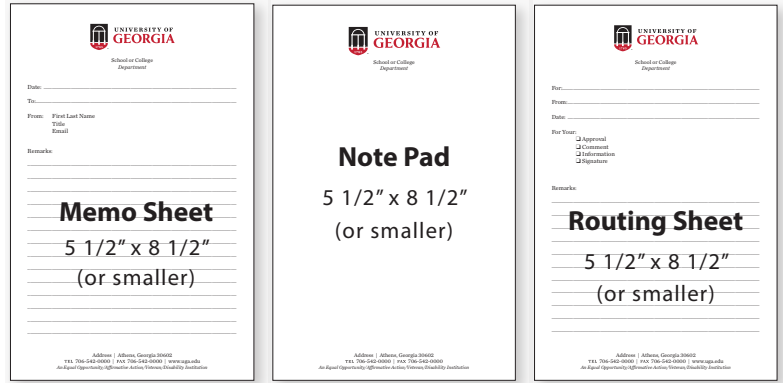 UNIVERSITY OF
GEORGIA
School or College
Department
Date:
To:
From: First Last Name
Title
Email
Remarks:
Memo Sheet
5 1/2″ x 8 1/2″
(or smaller)
Address | Athens, Georgia 30602
TEL 706-542-0000 | FAX 706-542-0000 | www.uga.edu
An Equal Opportunity/Affirmative Action/Veteran/Disability Institution
UNIVERSITY OF
GEORGIA
School or College
Department
Note Pad
5 1/2″ x 8 1/2″
(or smaller)
Address | Athens, Georgia 30602
TEL 706-542-0000 | FAX 706-542-0000
An Equal Opportunity/Affirmative Action/Veteran/Disability Institution
UNIVERSITY OF
GEORGIA
School or College
Department
For:
From:
Date:
For Your:
❑ Approval
❑ Comment
❑ Information
❑ Signature
Remarks:
Routing Sheet
5 1/2″ x 8 1/2″
(or smaller)
Address | Athens, Georgia 30602
TEL 706-542-0000 | FAX 706-542-0000 | www.uga.edu
An Equal Opportunity/Affirmative Action/Veteran/Disability Institution